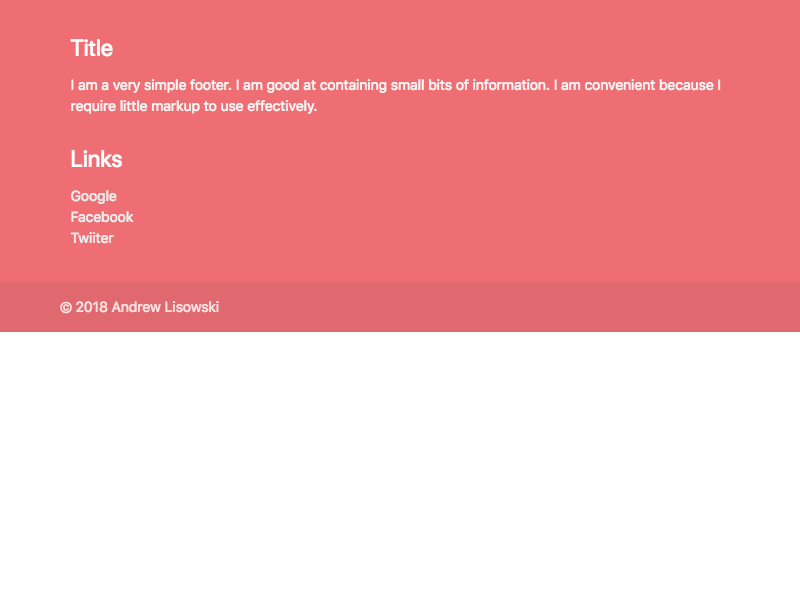 Title
I am a very simple footer. I am good at containing small bits of information. I am convenient because I
require little markup to use effectively.
Links
Google
Facebook
Twiiter
© 2018 Andrew Lisowski